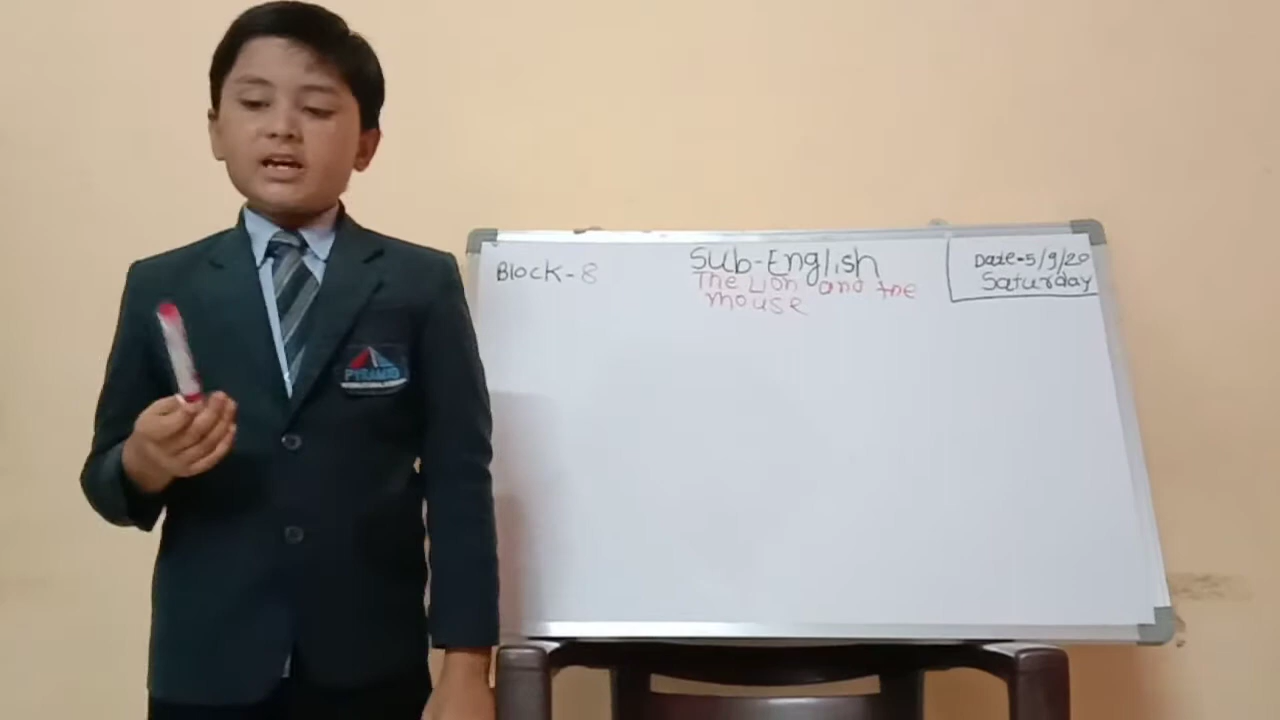 Block-8
Sub-English
The Lion and the
mouse
Date-5/9/20
Saturday
PYRAMID